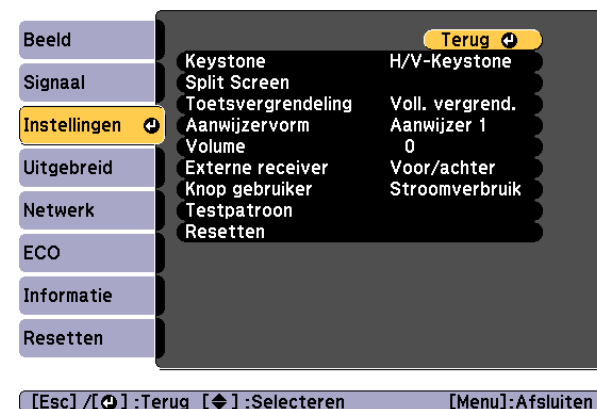 Beeld
Signaal
Instellingen
Uitgebreid
Netwerk
ECO
Informatie
Resetten
Terug
Keystone H/V-Keystone
Split Screen
Toetsvergrendeling Voll. vergrend.
Aanwijzervorm Aanwijzer 1
Volume 0
Externe receiver Voor/achter
Knop gebruiker Stroomverbruik
Testpatroon
Resetten
[Esc] /[⏎] :Terug [◆] :Selecteren [Menu]:Afsluiten